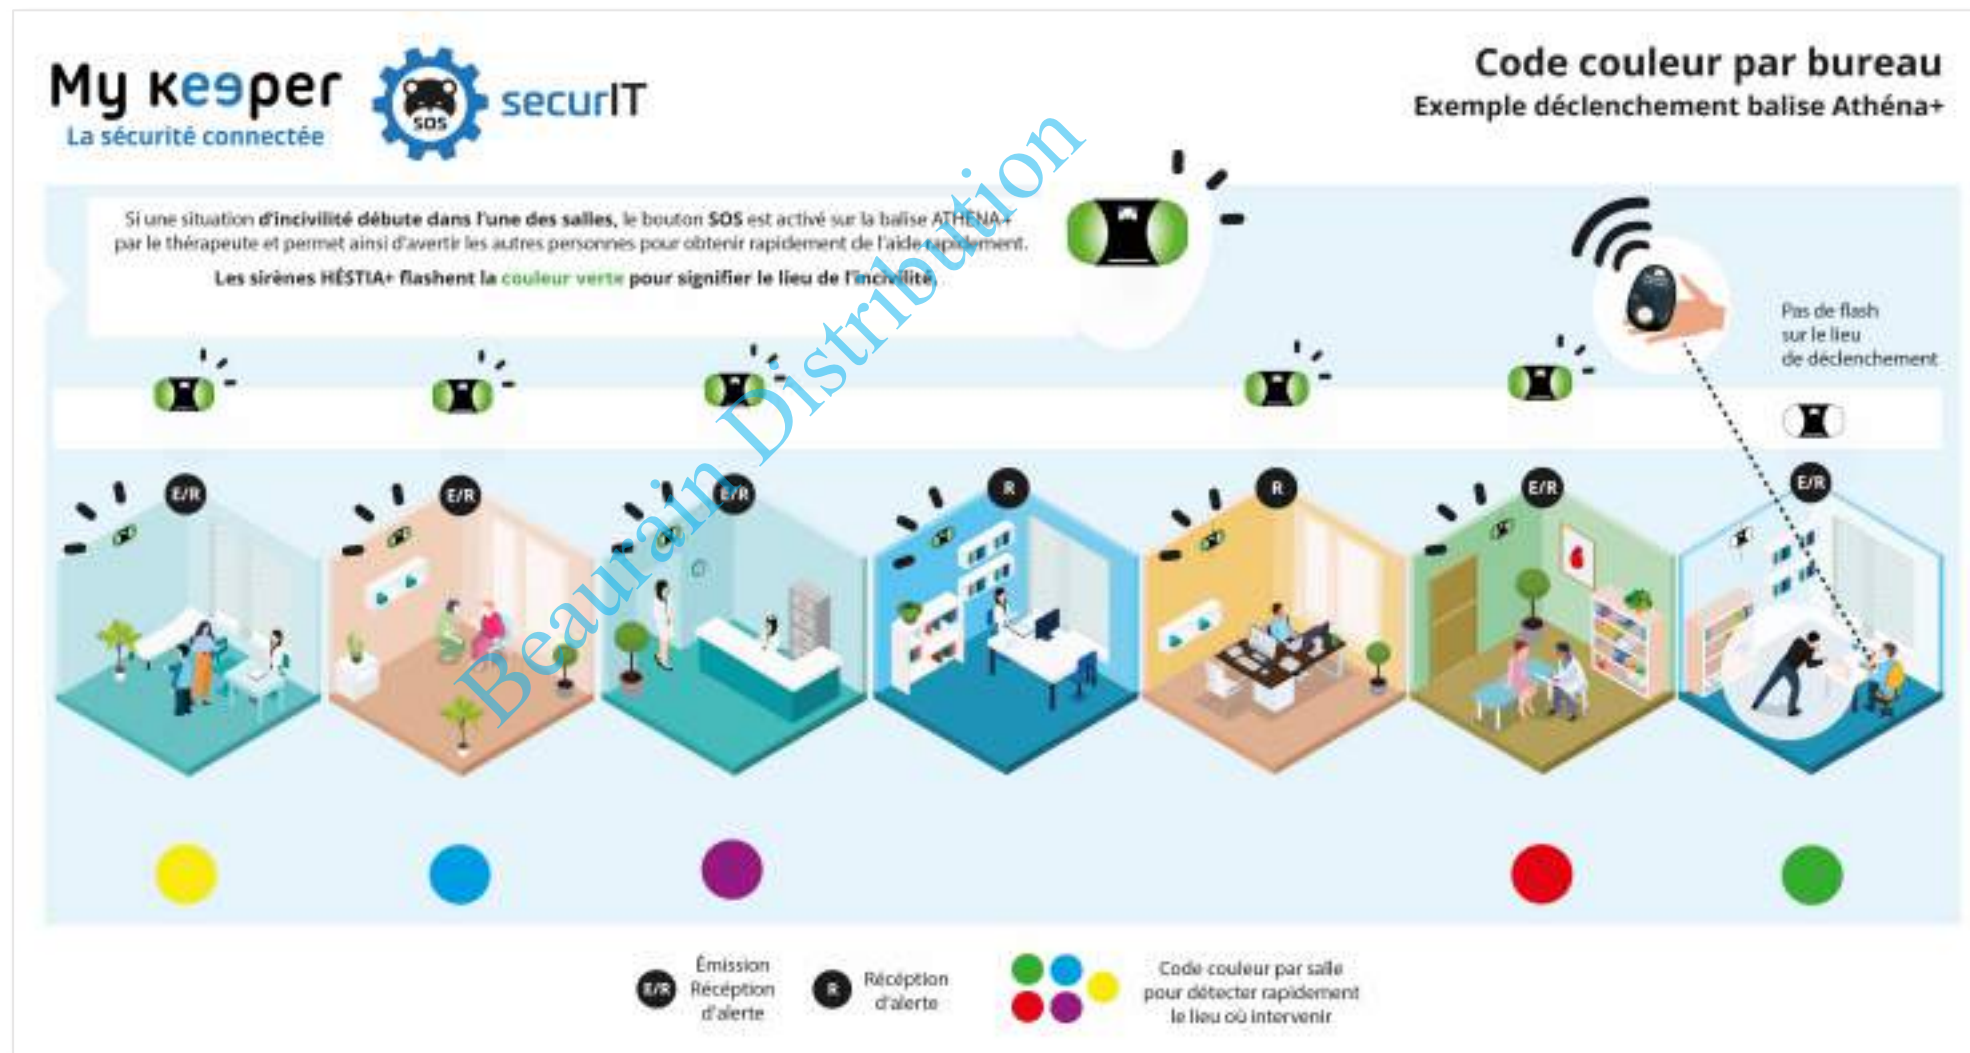 My keeper
La sécurité connectée
SOS
securIT
Code couleur par bureau
Exemple déclenchement balise Athéna+
Si une situation d'incivilité débute dans l'une des salles, le bouton SOS est activé sur la balise ATHÉNA+
par le thérapeute et permet ainsi d'avertir les autres personnes pour obtenir rapidement de l'aide rapidement.
Les sirènes HÉSTIA+ flashent la couleur verte pour signifier le lieu de l'incivilité.
Pas de flash
sur le lieu
de déclenchement
E/R
E/R
E/R
R
R
E/R
E/R
Beaurain Distribution
E/R
Émission
Récéption
d'alerte
R
Récéption
d'alerte
Code couleur par salle
pour détecter rapidement
le lieu où intervenir